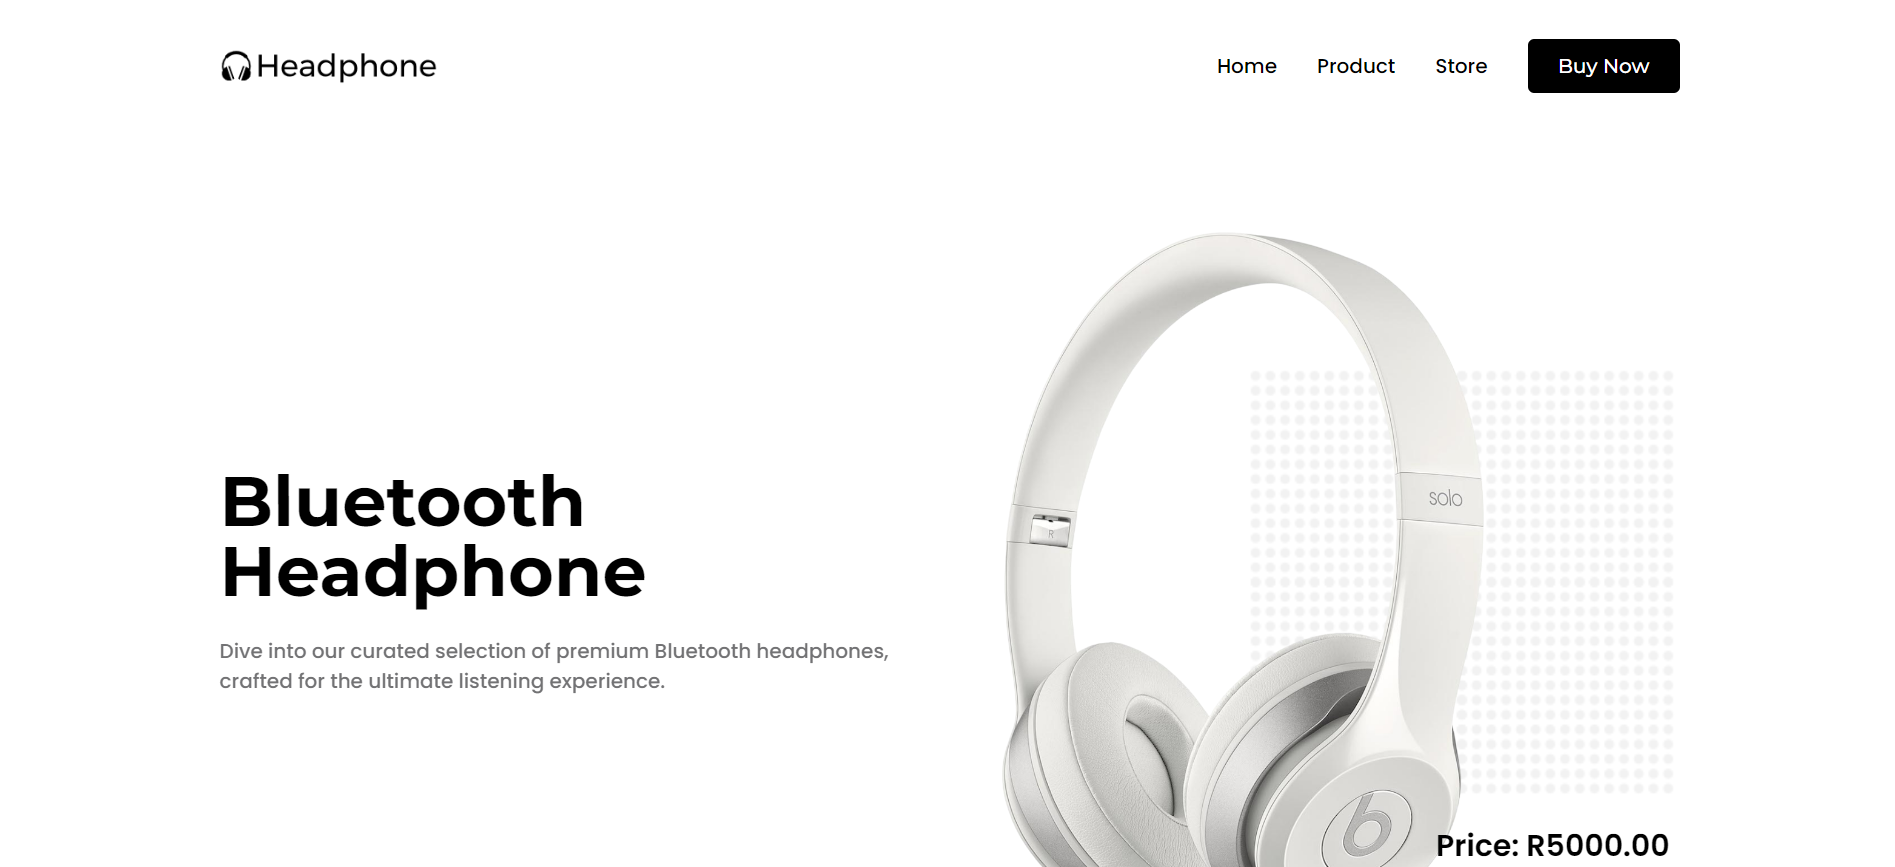 Headphone
Home Product Store Buy Now
solo
R
Bluetooth
Headphone
Dive into our curated selection of premium Bluetooth headphones,
crafted for the ultimate listening experience.
b
Price: R5000.00